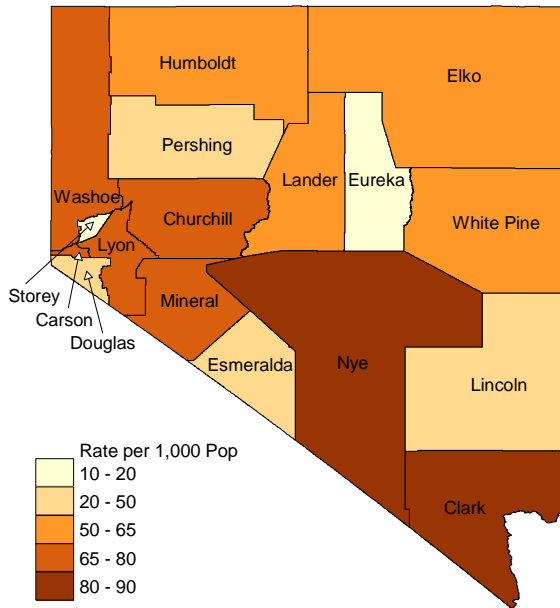 Humboldt
Elko
Pershing
Lander
Eureka
Washoe
Churchill
White Pine
Lyon
Storey
Carson
Douglas
Mineral
Esmeralda
Nye
Lincoln
Clark
Rate per 1,000 Pop
10 - 20
20 - 50
50 - 65
65 - 80
80 - 90